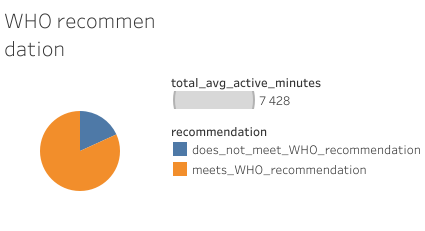 WHO recommen
dation
total_avg_active_minutes
7 428
recommendation
does_not_meet_WHO_recommendation
meets_WHO_recommendation